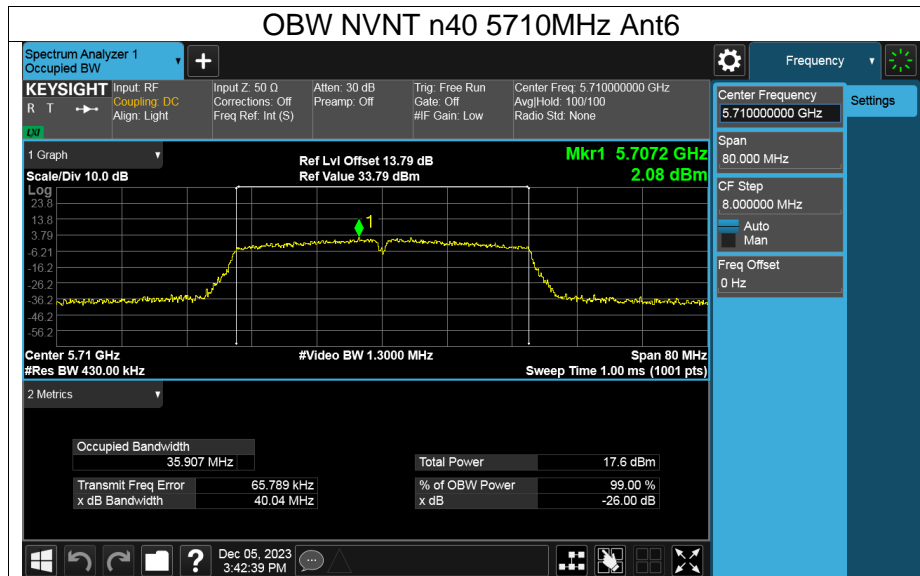 OBW NVNT n40 5710MHz Ant6
Spectrum Analyzer 1
Occupied BW
+
Frequency
KEYSIGHT
R T
LXI
Input: RF
Coupling: DC
Align: Light
Input Z: 50 Ω
Corrections: Off
Freq Ref: Int (S)
Atten: 30 dB
Preamp: Off
Trig: Free Run
Gate: Off
#IF Gain: Low
Center Freq: 5.710000000 GHz
Avg|Hold: 100/100
Radio Std: None
Center Frequency
5.710000000 GHz
Settings
Span
80.000 MHz
CF Step
8.000000 MHz
Auto
Man
Freq Offset
0 Hz
1 Graph
Scale/Div 10.0 dB
Ref Lvl Offset 13.79 dB
Ref Value 33.79 dBm
Mkr1 5.7072 GHz
2.08 dBm
Log
23.8
13.8
3.79
-6.21
-16.2
-26.2
-36.2
-46.2
-56.2
1
Center 5.71 GHz
#Res BW 430.00 kHz
#Video BW 1.3000 MHz
Span 80 MHz
Sweep Time 1.00 ms (1001 pts)
2 Metrics
Occupied Bandwidth
35.907 MHz
Total Power 17.6 dBm
Transmit Freq Error 65.789 kHz
% of OBW Power 99.00 %
x dB Bandwidth 40.04 MHz
x dB -26.00 dB
?
Dec 05, 2023
3:42:39 PM